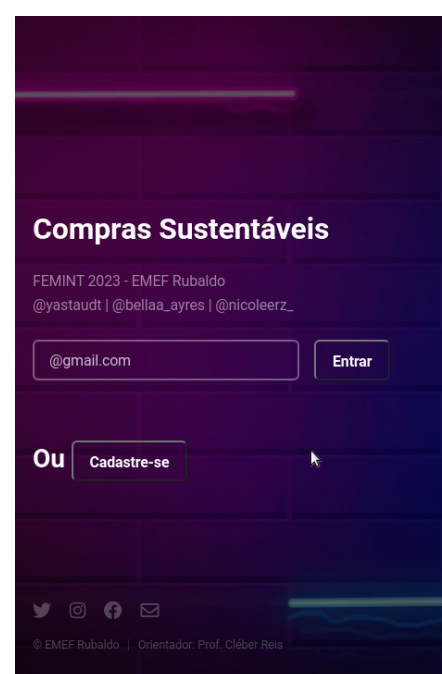 Compras Sustentáveis
FEMINT 2023 - EMEF Rubaldo
@yastaudt | @bellaa_ayres | @nicoleerz_
@gmail.com
Entrar
Ou Cadastre-se
© EMEF Rubaldo | Orientador: Prof. Cléber Reis